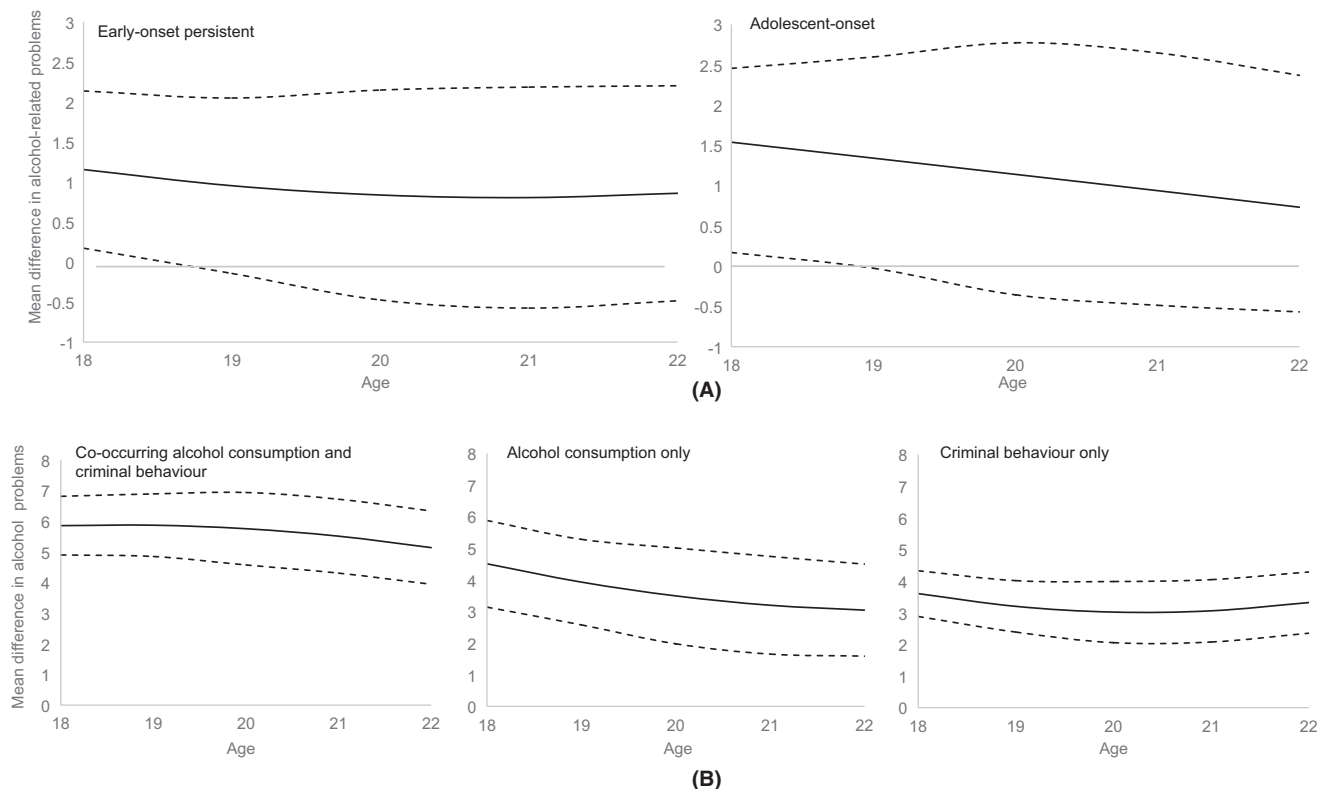 Early-onset persistent
Mean difference in alcohol-related problems
3
2.5
2
1.5
1
0.5
0
-0.5
-1
18 19 20 21 22
Age
Adolescent-onset
3
2.5
2
1.5
1
0.5
0
-0.5
-1
18 19 20 21 22
Age
(A)
Co-occurring alcohol consumption and
criminal behaviour
Mean difference in alcohol problems
8
7
6
5
4
3
2
1
0
18 19 20 21 22
Age
Alcohol consumption only
8
7
6
5
4
3
2
1
0
18 19 20 21 22
Age
Criminal behaviour only
8
7
6
5
4
3
2
1
0
18 19 20 21 22
Age
(B)